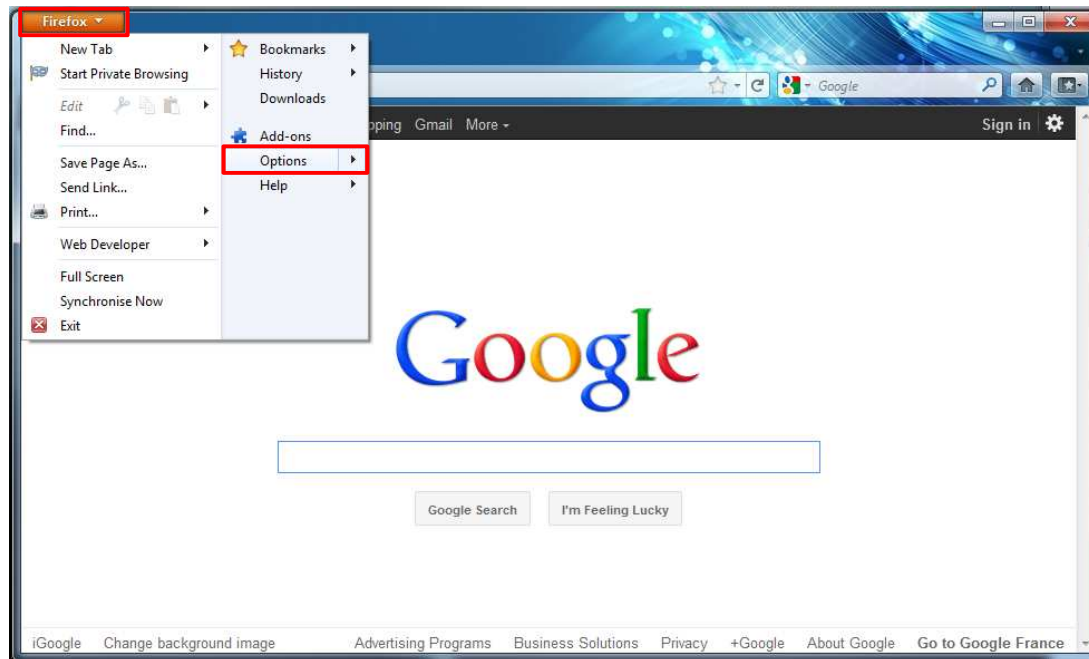 Firefox
New Tab
Start Private Browsing
Edit
Find...
Save Page As...
Send Link...
Print...
Web Developer
Full Screen
Synchronise Now
Exit
Bookmarks
History
Downloads
Add-ons
Options
Help
Google
Gmail More
Sign in
Google
Google Search I'm Feeling Lucky
iGoogle Change background image Advertising Programs Business Solutions Privacy +Google About Google Go to Google France